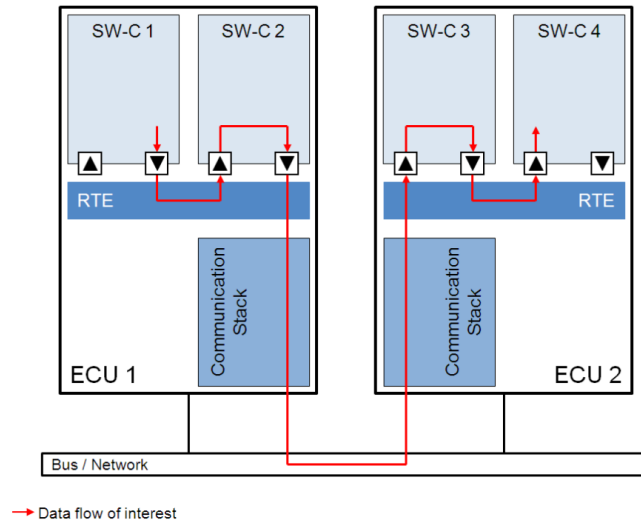 SW-C 1
SW-C 2
SW-C 3
SW-C 4
RTE
RTE
Communication
Stack
Communication
Stack
ECU 1
ECU 2
Bus / Network
Data flow of interest